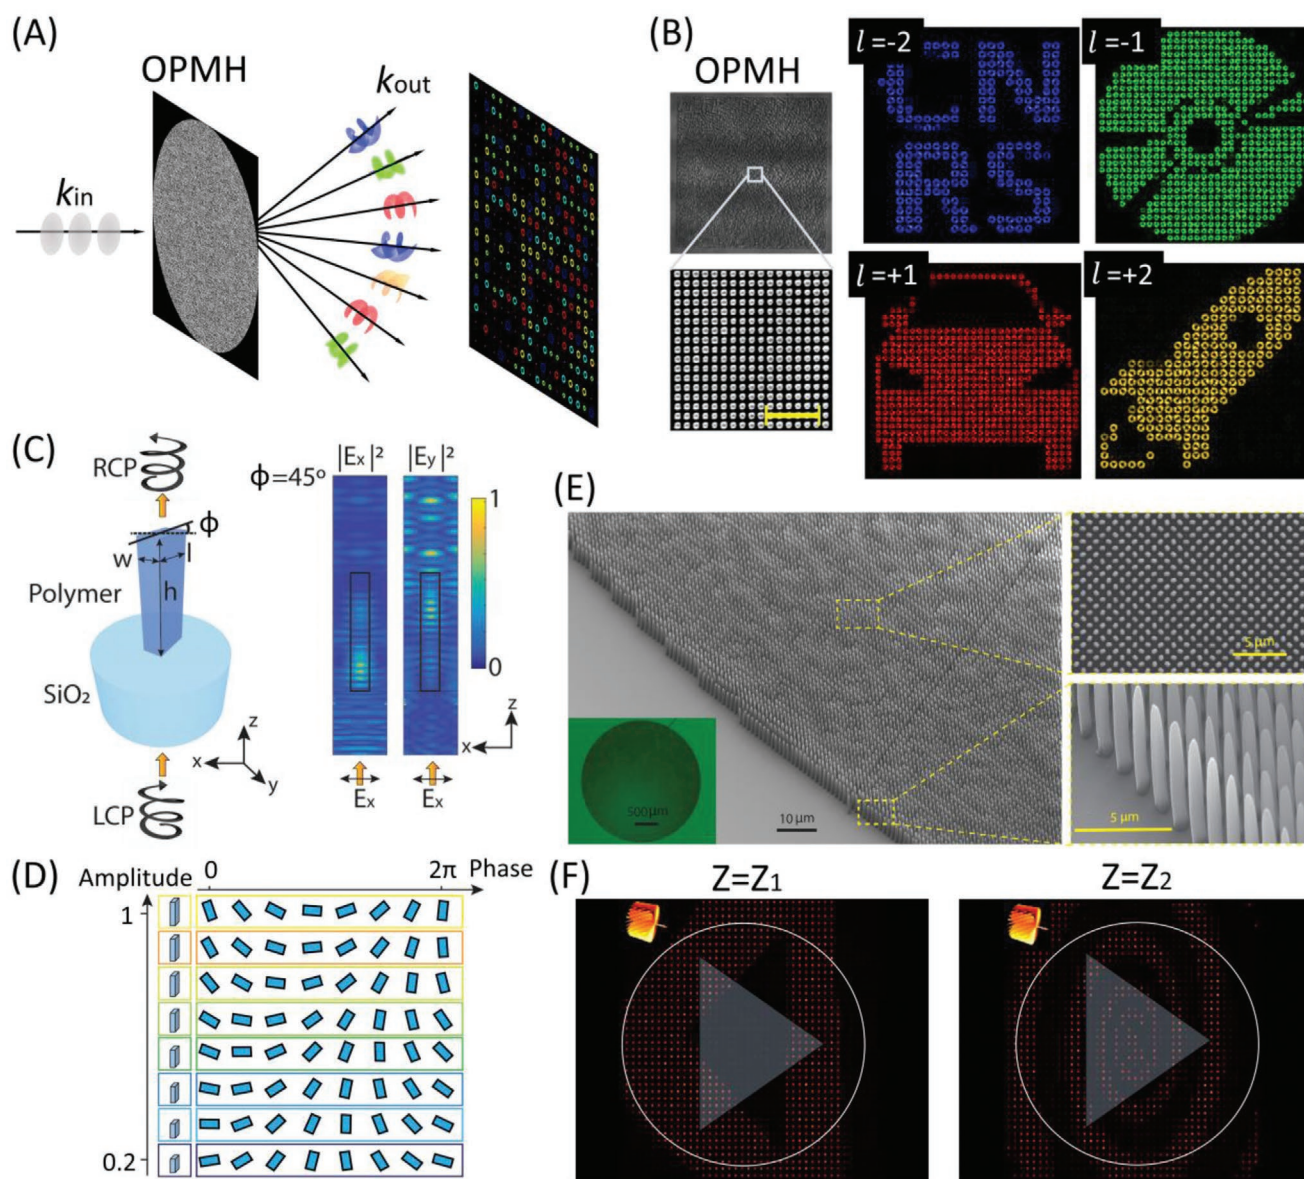 (A)
OPMH
kout
kin
(B)
OPMH
l=-2
CN
RS
l=-1
l=+1
l=+2
(C)
RCP
ϕ
w
l
h
Polymer
SiO₂
z
x
y
LCP
|Ex|²
|Ey|²
ϕ=45º
1
0
z
x
Ex
Ex
(E)
5 μm
500μm
10 μm
5 μm
(D)
Amplitude
0
2π
Phase
1
0.2
(F)
Z=Z1
Z=Z2